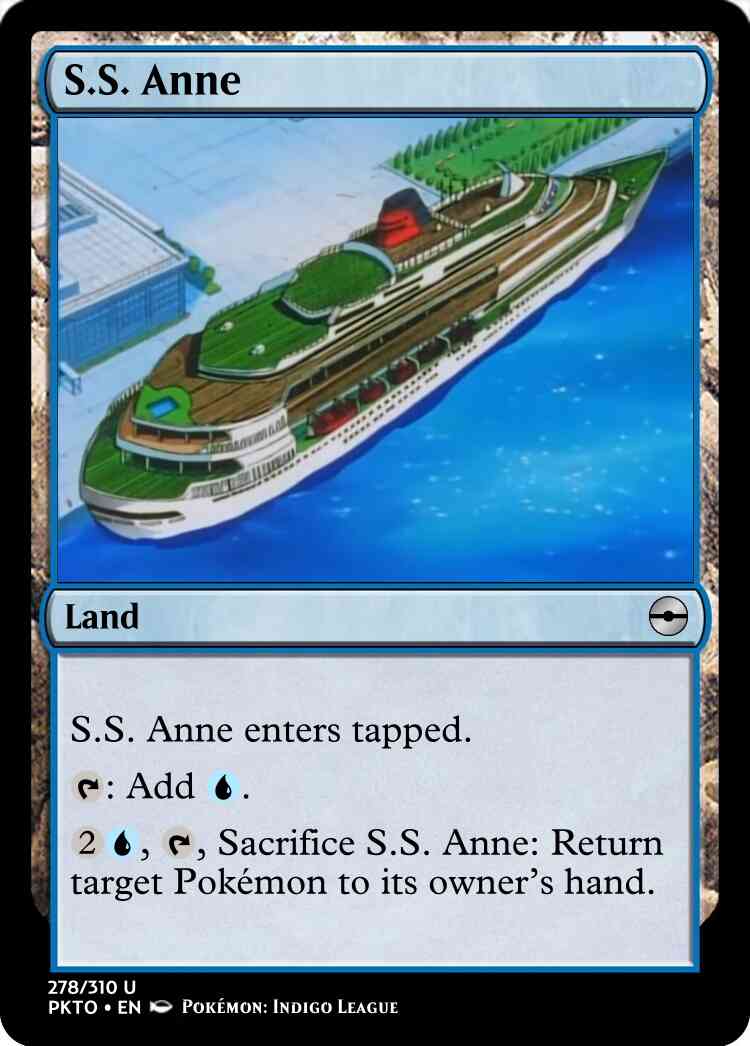 S.S. Anne
Land
S.S. Anne enters tapped.
: Add .
2 , , Sacrifice S.S. Anne: Return
target Pokémon to its owner's hand.
278/310 U
PKTO • EN Pokémon: Indigo League